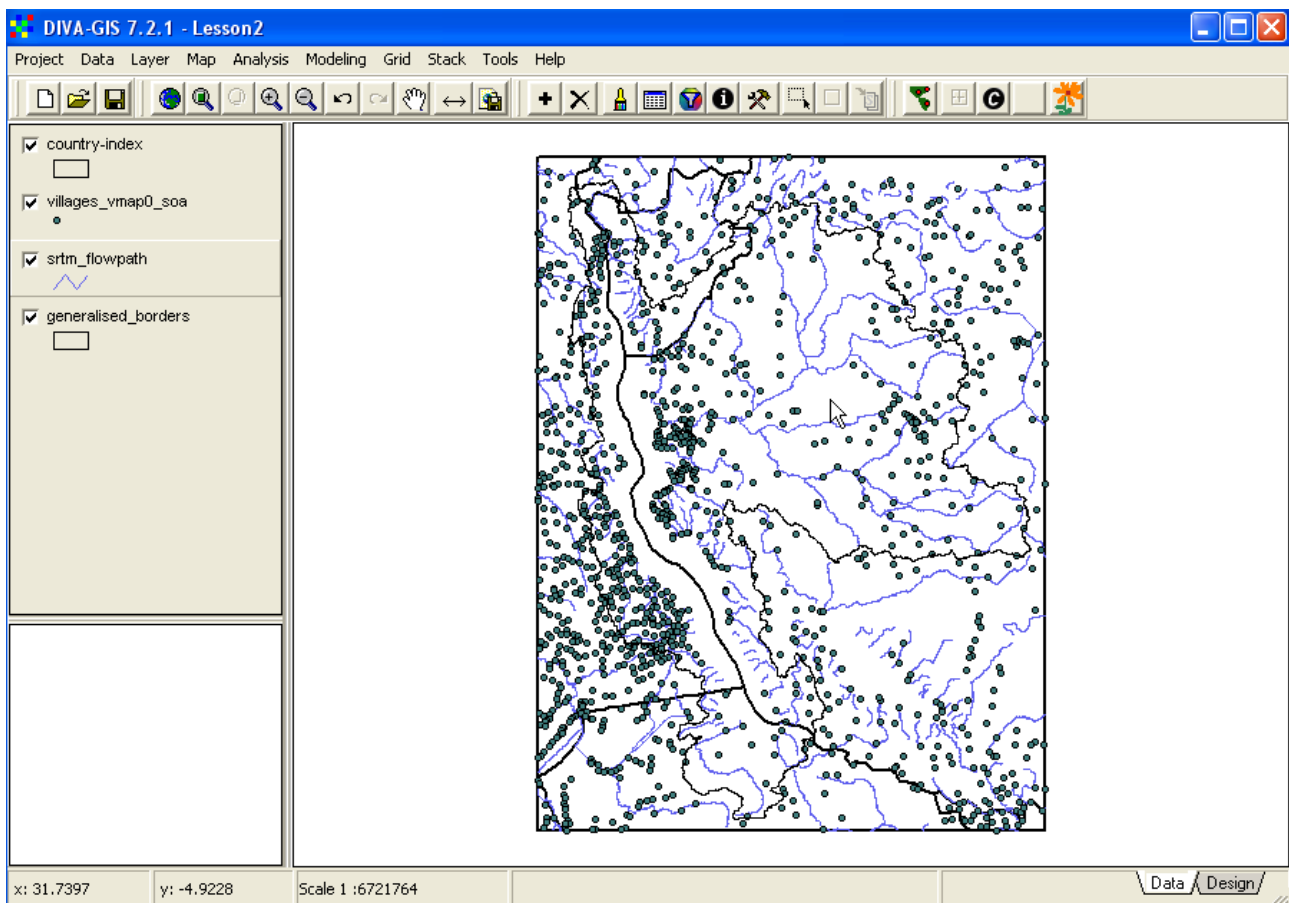 DIVA-GIS 7.2.1 - Lesson2
Project Data Layer Map Analysis Modeling Grid Stack Tools Help
country-index
villages_vmap0_soa
srtm_flowpath
generalised_borders
x: 31.7397 y: -4.9228 Scale 1 :6721764 Data Design